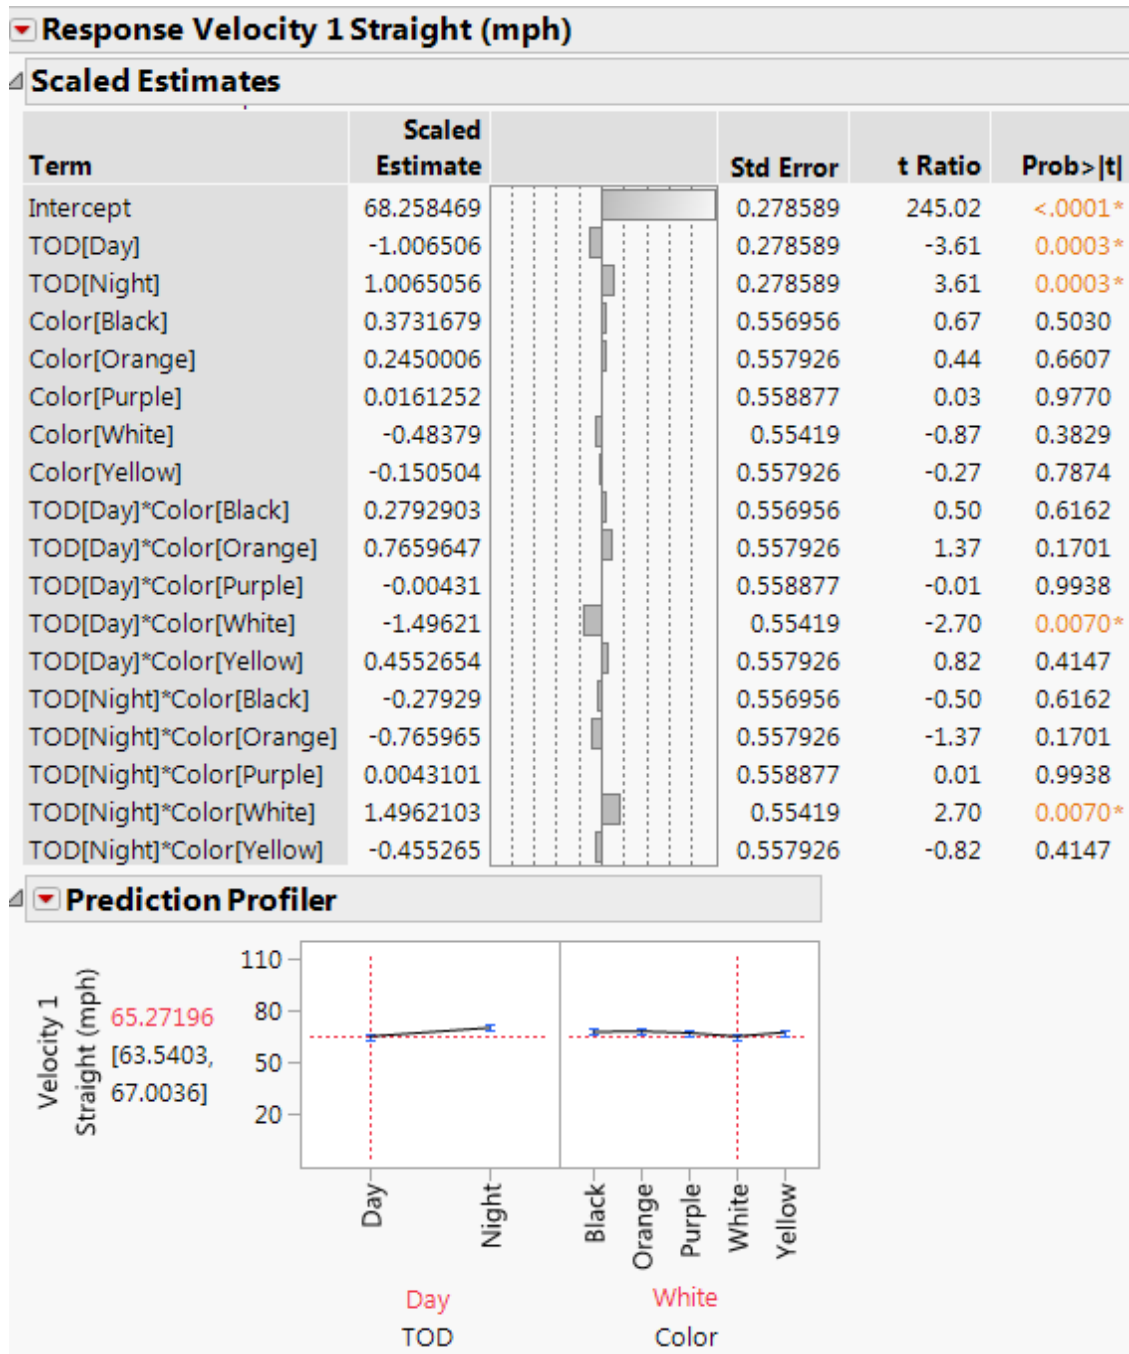 Response Velocity 1 Straight (mph)
Scaled Estimates
Term Scaled Estimate Std Error t Ratio Prob>|t|
Intercept 68.258469 0.278589 245.02 <.0001*
TOD[Day] -1.006506 0.278589 -3.61 0.0003*
TOD[Night] 1.0065056 0.278589 3.61 0.0003*
Color[Black] 0.3731679 0.556956 0.67 0.5030
Color[Orange] 0.2450006 0.557926 0.44 0.6607
Color[Purple] 0.0161252 0.558877 0.03 0.9770
Color[White] -0.48379 0.55419 -0.87 0.3829
Color[Yellow] -0.150504 0.557926 -0.27 0.7874
TOD[Day]*Color[Black] 0.2792903 0.556956 0.50 0.6162
TOD[Day]*Color[Orange] 0.7659647 0.557926 1.37 0.1701
TOD[Day]*Color[Purple] -0.00431 0.558877 -0.01 0.9938
TOD[Day]*Color[White] -1.49621 0.55419 -2.70 0.0070*
TOD[Day]*Color[Yellow] 0.4552654 0.557926 0.82 0.4147
TOD[Night]*Color[Black] -0.27929 0.556956 -0.50 0.6162
TOD[Night]*Color[Orange] -0.765965 0.557926 -1.37 0.1701
TOD[Night]*Color[Purple] 0.0043101 0.558877 0.01 0.9938
TOD[Night]*Color[White] 1.4962103 0.55419 2.70 0.0070*
TOD[Night]*Color[Yellow] -0.455265 0.557926 -0.82 0.4147
Prediction Profiler
Velocity 1
Straight (mph)
65.27196
[63.5403,
67.0036]
110
80
50
20
Day Night Black Orange Purple White Yellow
Day White
TOD Color